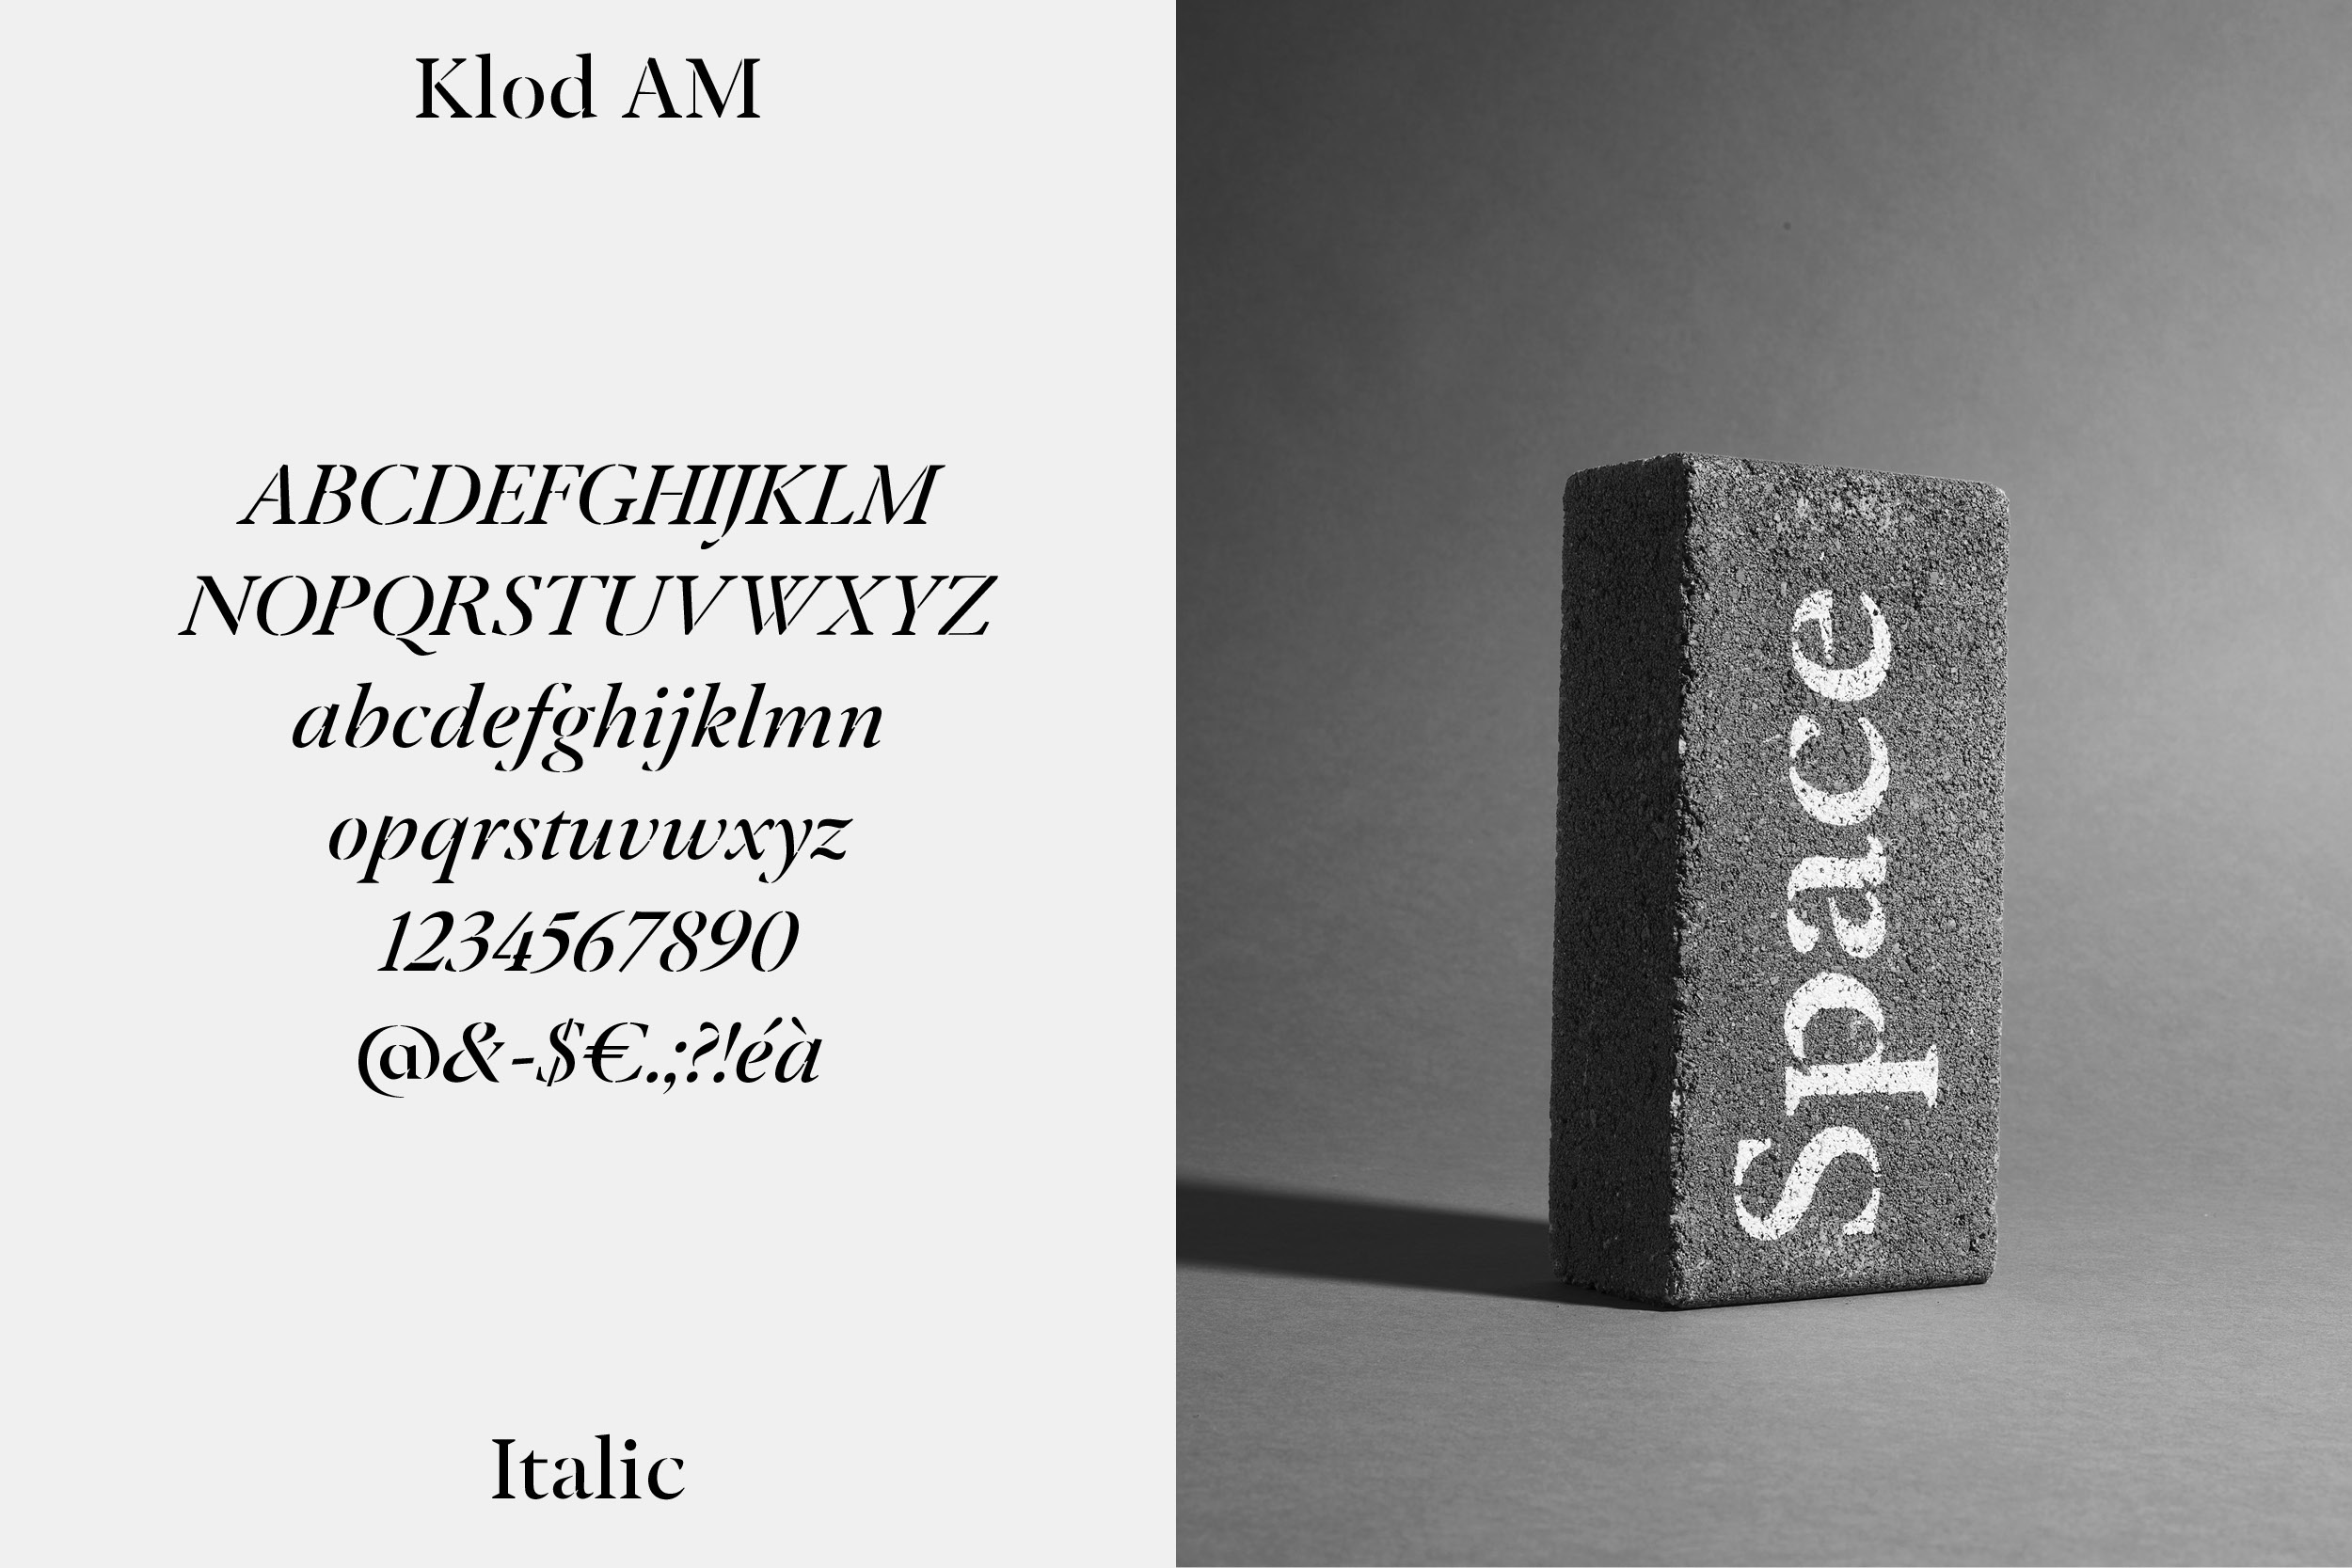 Klod AM
ABCDEFGHIJKLM
NOPQRSTUVWXYZ
abcdefghijklmn
opqrstuvwxyz
1234567890
@&-$€.,;?!éà
Italic
Space